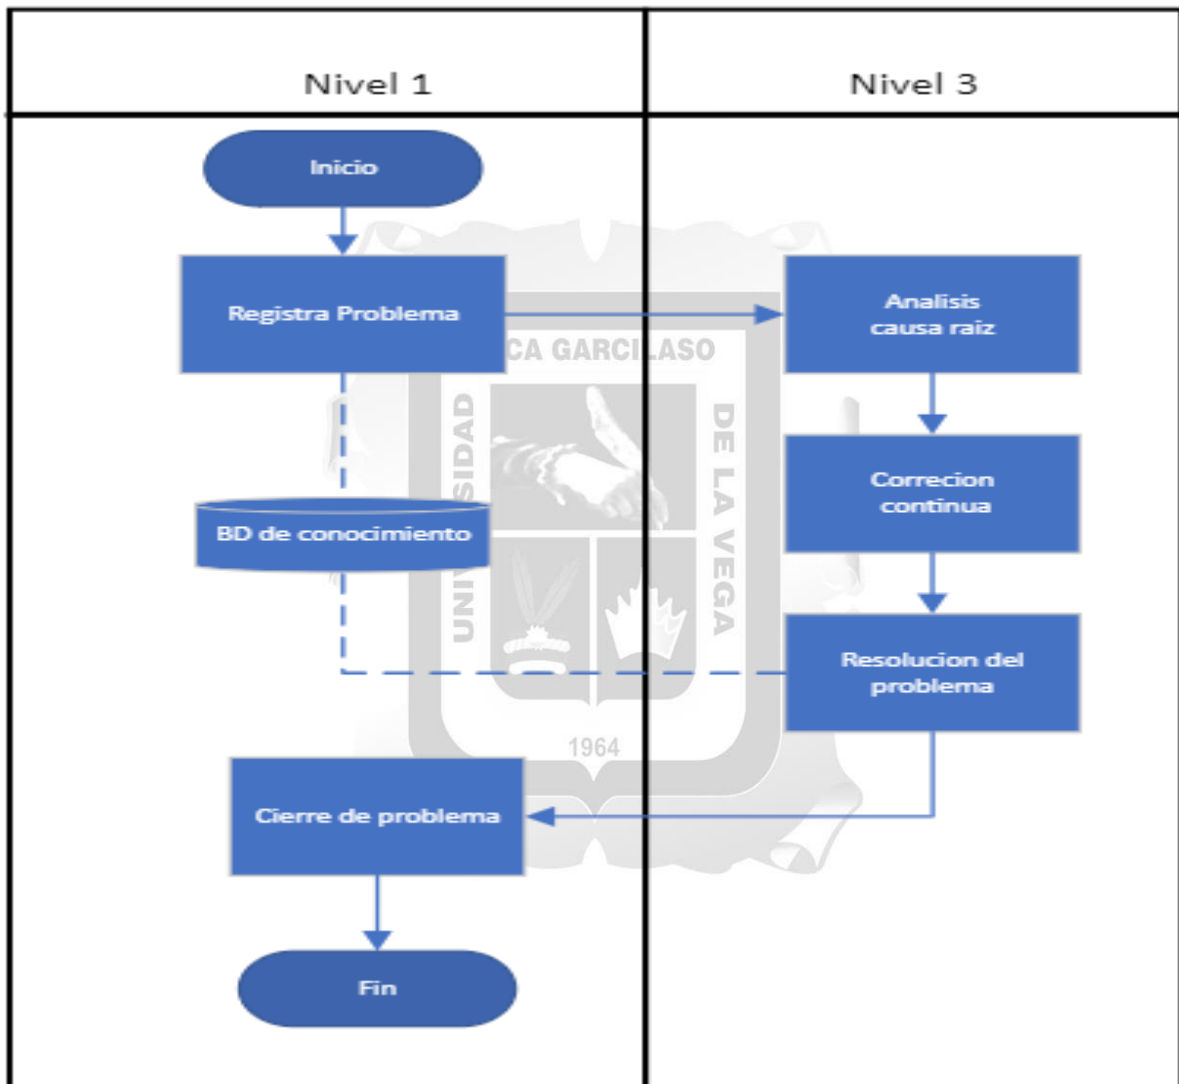 Nivel 1
Nivel 3
Inicio
Registra Problema
Analisis
causa raiz
CA GARCILASO
UNIVERSIDAD
DE LA VEGA
Correcion
continua
BD de conocimiento
Resolucion del
problema
1964
Cierre de problema
Fin